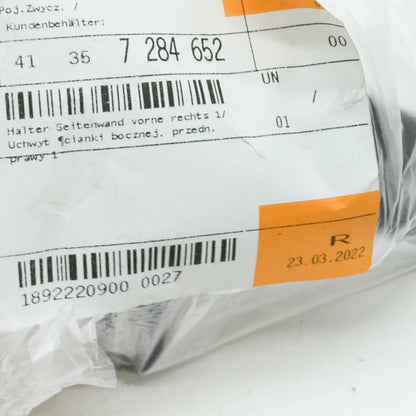 Poj.Zwycz. /
Kundenbehälter:
41 35 7 284 652
00
UN /
01
Halter Seitenwand vorne rechts 1/
Uchwyt ¶cianki bocznej. przedn.
prawy 1
R
23.03.2022
1892220900 0027